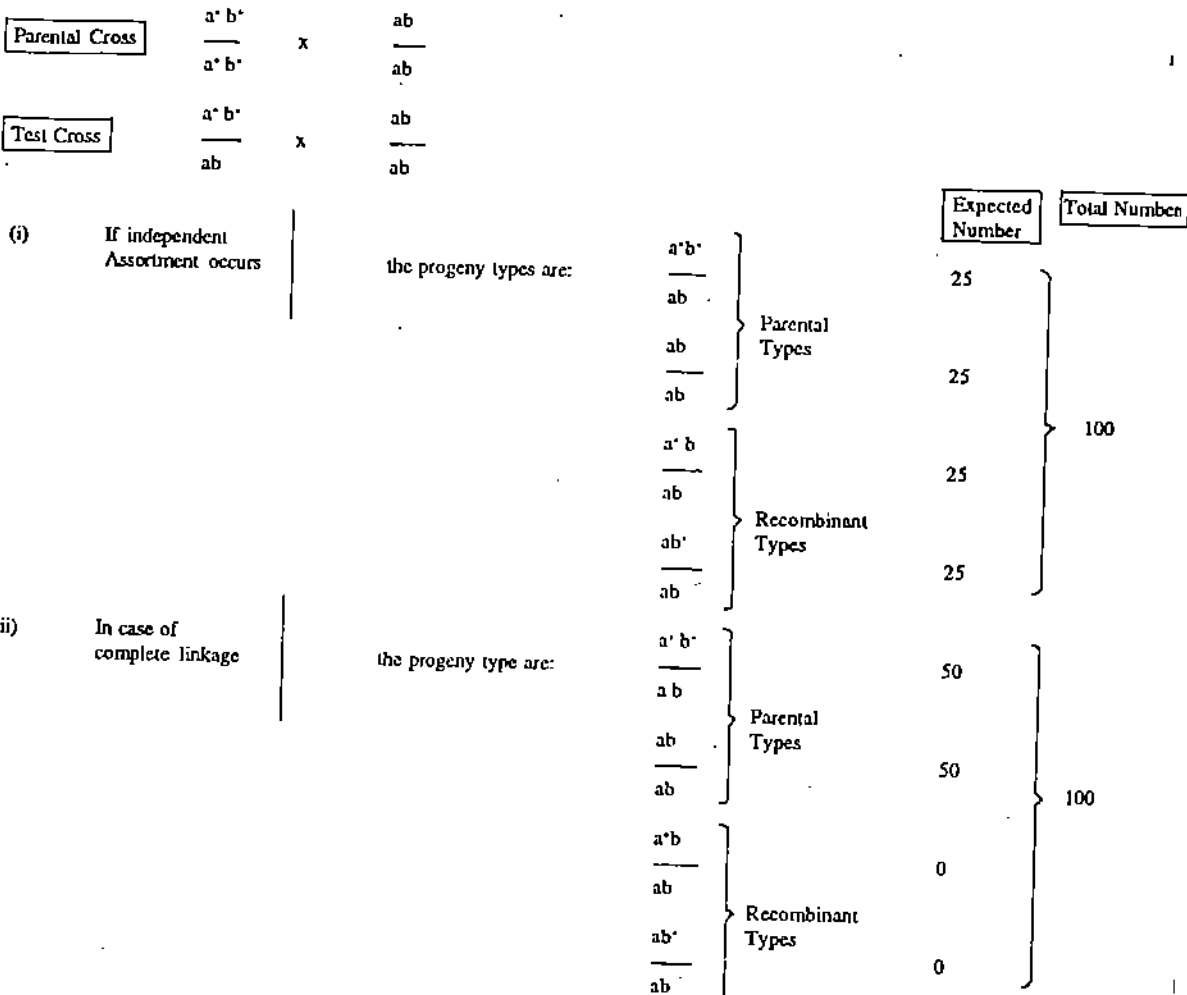 a⁺ b⁺ ab
Parental Cross — x —
a⁺ b⁺ ab
a⁺ b⁺ ab
Test Cross — x —
ab ab
Expected Number Total Number
(i) If independent
Assortment occurs
the progeny types are:
a⁺b⁺
—
ab
25
Parental
Types
ab
—
ab
25
100
a⁺ b
—
ab
25
Recombinant
Types
ab⁺
—
ab
25
ii) In case of
complete linkage
the progeny type are:
a⁺ b⁺
—
a b
50
Parental
Types
ab
—
ab
50
100
a⁺b
—
ab
0
Recombinant
Types
ab⁺
—
ab
0